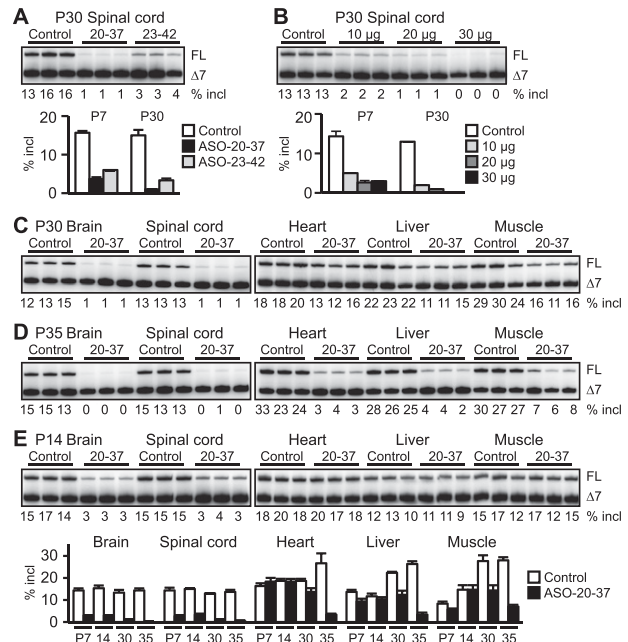 A P30 Spinal cord
Control 20-37 23-42
FL
Δ7
13 16 16 1 1 1 3 3 4 % incl
P7 P30
20
10
0
% incl
Control
ASO-20-37
ASO-23-42
B P30 Spinal cord
Control 10 µg 20 µg 30 µg
FL
Δ7
13 13 13 2 2 2 1 1 1 0 0 0 % incl
P7 P30
20
10
0
% incl
Control
10 µg
20 µg
30 µg
C P30 Brain Spinal cord Heart Liver Muscle
Control 20-37 Control 20-37 Control 20-37 Control 20-37 Control 20-37
FL
Δ7
12 13 15 1 1 1 13 13 13 1 1 1 18 18 20 13 12 16 22 23 22 11 11 15 29 30 24 16 11 16 % incl
D P35 Brain Spinal cord Heart Liver Muscle
Control 20-37 Control 20-37 Control 20-37 Control 20-37 Control 20-37
FL
Δ7
15 15 13 0 0 0 15 13 13 0 1 0 33 23 24 3 4 3 28 26 25 4 4 2 30 27 27 7 6 8 % incl
E P14 Brain Spinal cord Heart Liver Muscle
Control 20-37 Control 20-37 Control 20-37 Control 20-37 Control 20-37
FL
Δ7
15 17 14 3 3 3 15 15 15 3 4 3 18 20 18 20 17 18 12 13 10 11 11 9 15 17 12 17 12 15 % incl
Brain Spinal cord Heart Liver Muscle
30
20
10
0
% incl
Control
ASO-20-37
P7 14 30 35 P7 14 30 35 P7 14 30 35 P7 14 30 35 P7 14 30 35